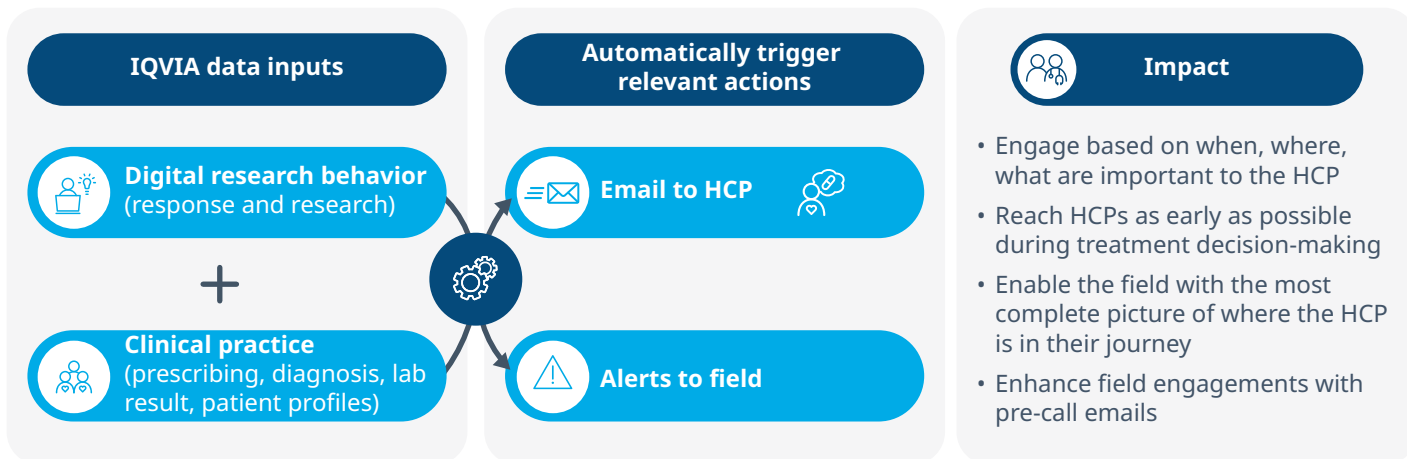 IQVIA data inputs
Digital research behavior
(response and research)
Clinical practice
(prescribing, diagnosis, lab
result, patient profiles)
Automatically trigger
relevant actions
Email to HCP
Alerts to field
Impact
• Engage based on when, where,
what are important to the HCP
• Reach HCPs as early as possible
during treatment decision-making
• Enable the field with the most
complete picture of where the HCP
is in their journey
• Enhance field engagements with
pre-call emails